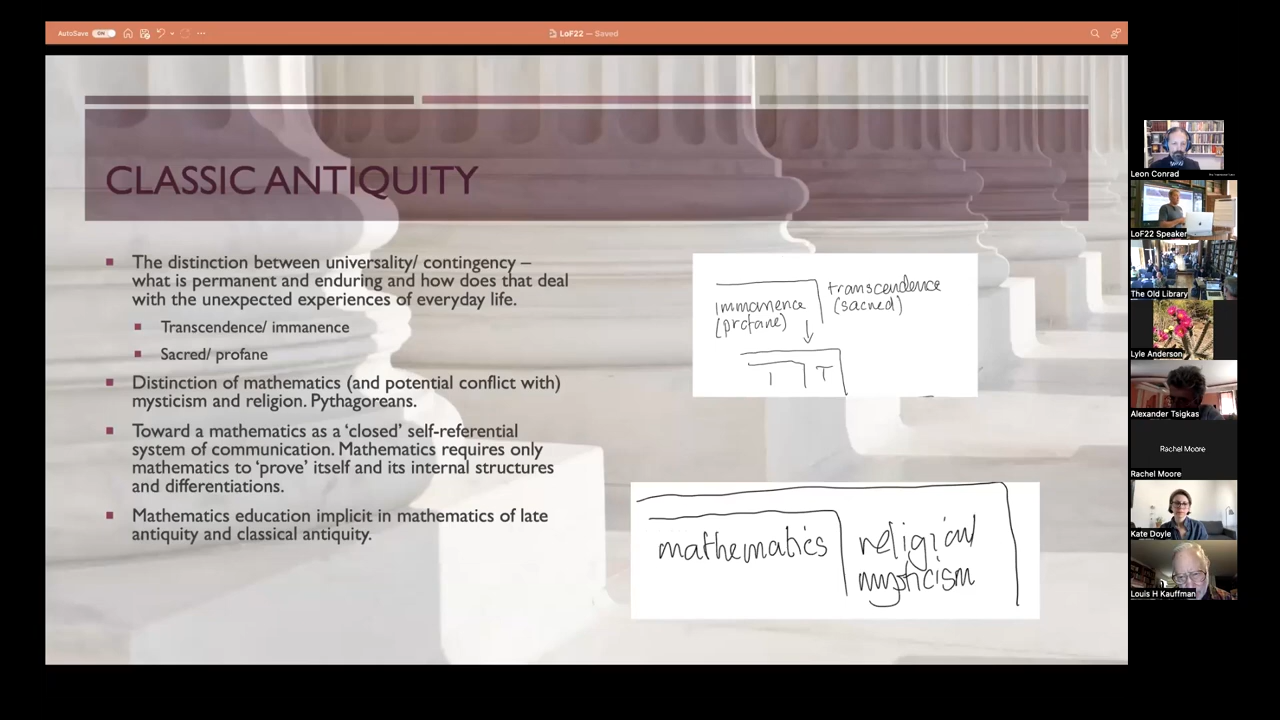 AutoSave ON
LoF22 — Saved
CLASSIC ANTIQUITY
The distinction between universality/ contingency –
what is permanent and enduring and how does that deal
with the unexpected experiences of everyday life.
Transcendence/ immanence
Sacred/ profane
Distinction of mathematics (and potential conflict with)
mysticism and religion. Pythagoreans.
Toward a mathematics as a ‘closed’ self-referential
system of communication. Mathematics requires only
mathematics to ‘prove’ itself and its internal structures
and differentiations.
Mathematics education implicit in mathematics of late
antiquity and classical antiquity.
immanence
(profane)
transcendence
(sacred)
I
T
mathematics
religion/
mysticism
Leon Conrad
LoF22 Speaker
The Old Library
Lyle Anderson
Alexander Tsigkas
Rachel Moore
Rachel Moore
Kate Doyle
Louis H Kauffman